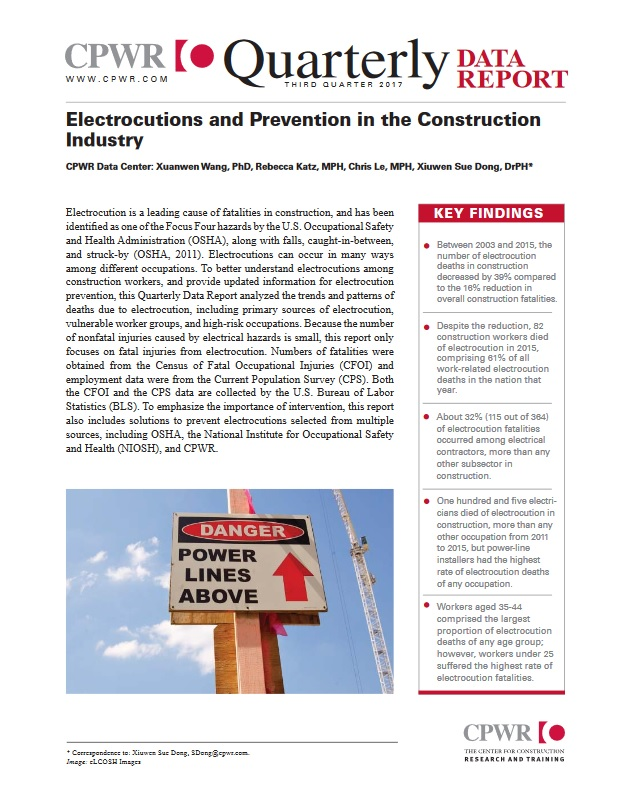 CPWR
WWW.CPWR.COM
Quarterly
THIRD QUARTER 2017
DATA
REPORT
Electrocutions and Prevention in the Construction
Industry
CPWR Data Center: Xuanwen Wang, PhD, Rebecca Katz, MPH, Chris Le, MPH, Xiuwen Sue Dong, DrPH*
Electrocution is a leading cause of fatalities in construction, and has been
identified as one of the Focus Four hazards by the U.S. Occupational Safety
and Health Administration (OSHA), along with falls, caught-in-between,
and struck-by (OSHA, 2011). Electrocutions can occur in many ways
among different occupations. To better understand electrocutions among
construction workers, and provide updated information for electrocution
prevention, this Quarterly Data Report analyzed the trends and patterns of
deaths due to electrocution, including primary sources of electrocution,
vulnerable worker groups, and high-risk occupations. Because the number
of nonfatal injuries caused by electrical hazards is small, this report only
focuses on fatal injuries from electrocution. Numbers of fatalities were
obtained from the Census of Fatal Occupational Injuries (CFOI) and
employment data were from the Current Population Survey (CPS). Both
the CFOI and the CPS data are collected by the U.S. Bureau of Labor
Statistics (BLS). To emphasize the importance of intervention, this report
also includes solutions to prevent electrocutions selected from multiple
sources, including OSHA, the National Institute for Occupational Safety
and Health (NIOSH), and CPWR.
DANGER
POWER
LINES
ABOVE
KEY FINDINGS
Between 2003 and 2015, the
number of electrocution
deaths in construction
decreased by 39% compared
to the 16% reduction in
overall construction fatalities.
Despite the reduction, 82
construction workers died
of electrocution in 2015,
comprising 61% of all
work-related electrocution
deaths in the nation that
year.
About 32% (115 out of 364)
of electrocution fatalities
occurred among electrical
contractors, more than any
other subsector in
construction.
One hundred and five electri-
cians died of electrocution in
construction, more than any
other occupation from 2011
to 2015, but power-line
installers had the highest
rate of electrocution deaths
of any occupation.
Workers aged 35-44
comprised the largest
proportion of electrocution
deaths of any age group;
however, workers under 25
suffered the highest rate of
electrocution fatalities.
* Correspondence to: Xiuwen Sue Dong, SDong@cpwr.com.
Image: eLCOSH Images
CPWR
THE CENTER FOR CONSTRUCTION
RESEARCH AND TRAINING